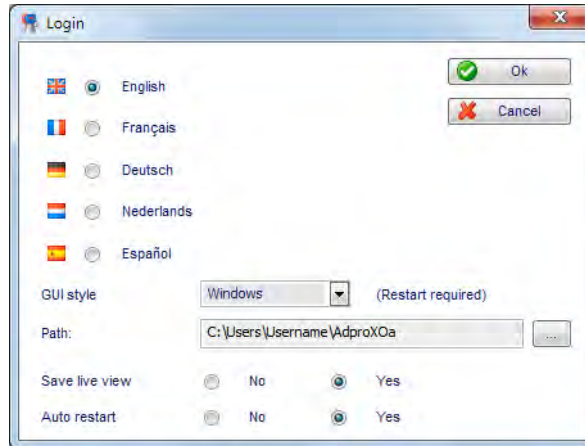 Login
Ok
English
Cancel
Français
Deutsch
Nederlands
Español
GUI style Windows (Restart required)
Path: C:\Users\Username\AdproXOa ...
Save live view No Yes
Auto restart No Yes